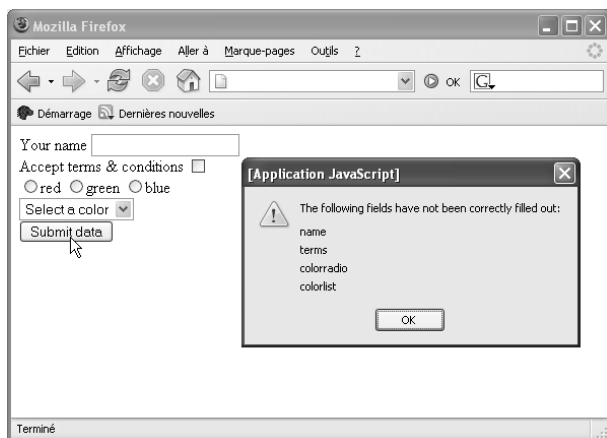 Mozilla Firefox
Fichier Edition Affichage Aller à Marque-pages Outils ?
OK G
Démarrage Dernières nouvelles
Your name
Accept terms & conditions
red green blue
Select a color
Submit data
[Application JavaScript]
The following fields have not been correctly filled out:
name
terms
colorradio
colorlist
OK
Terminé